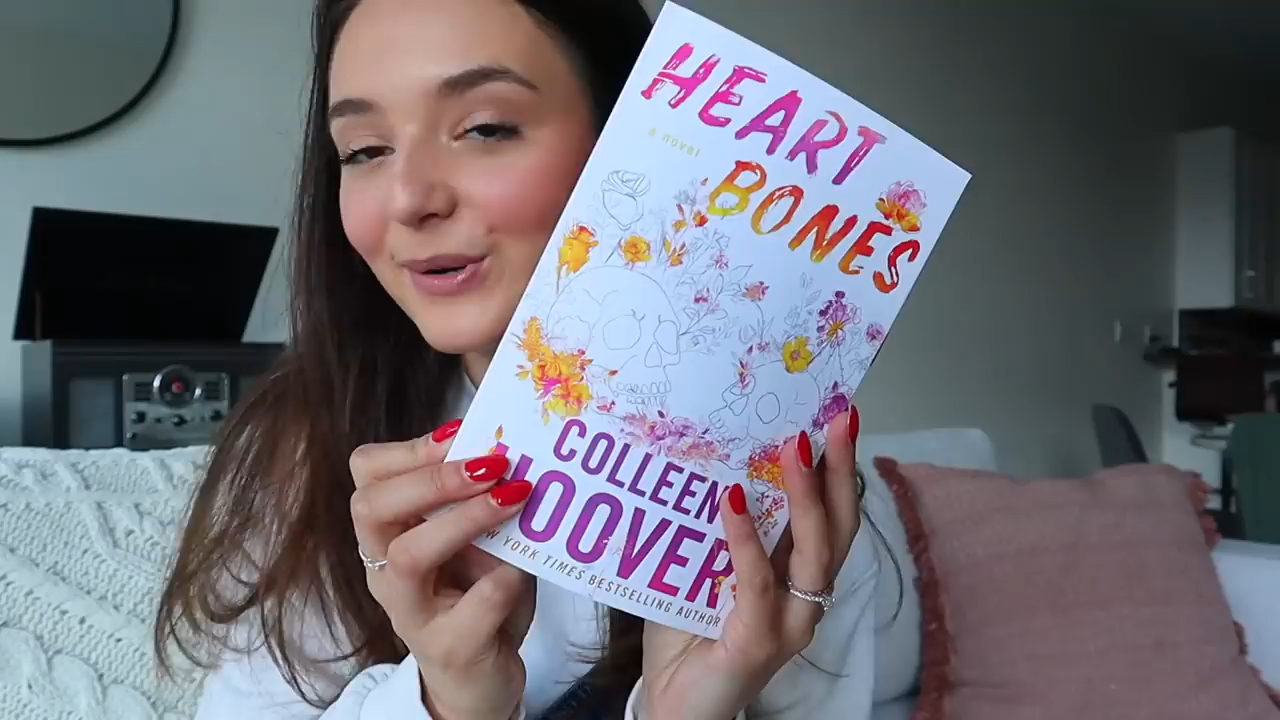 HEART
a novel
BONES
COLLEEN
HOOVER
NEW YORK TIMES BESTSELLING AUTHOR